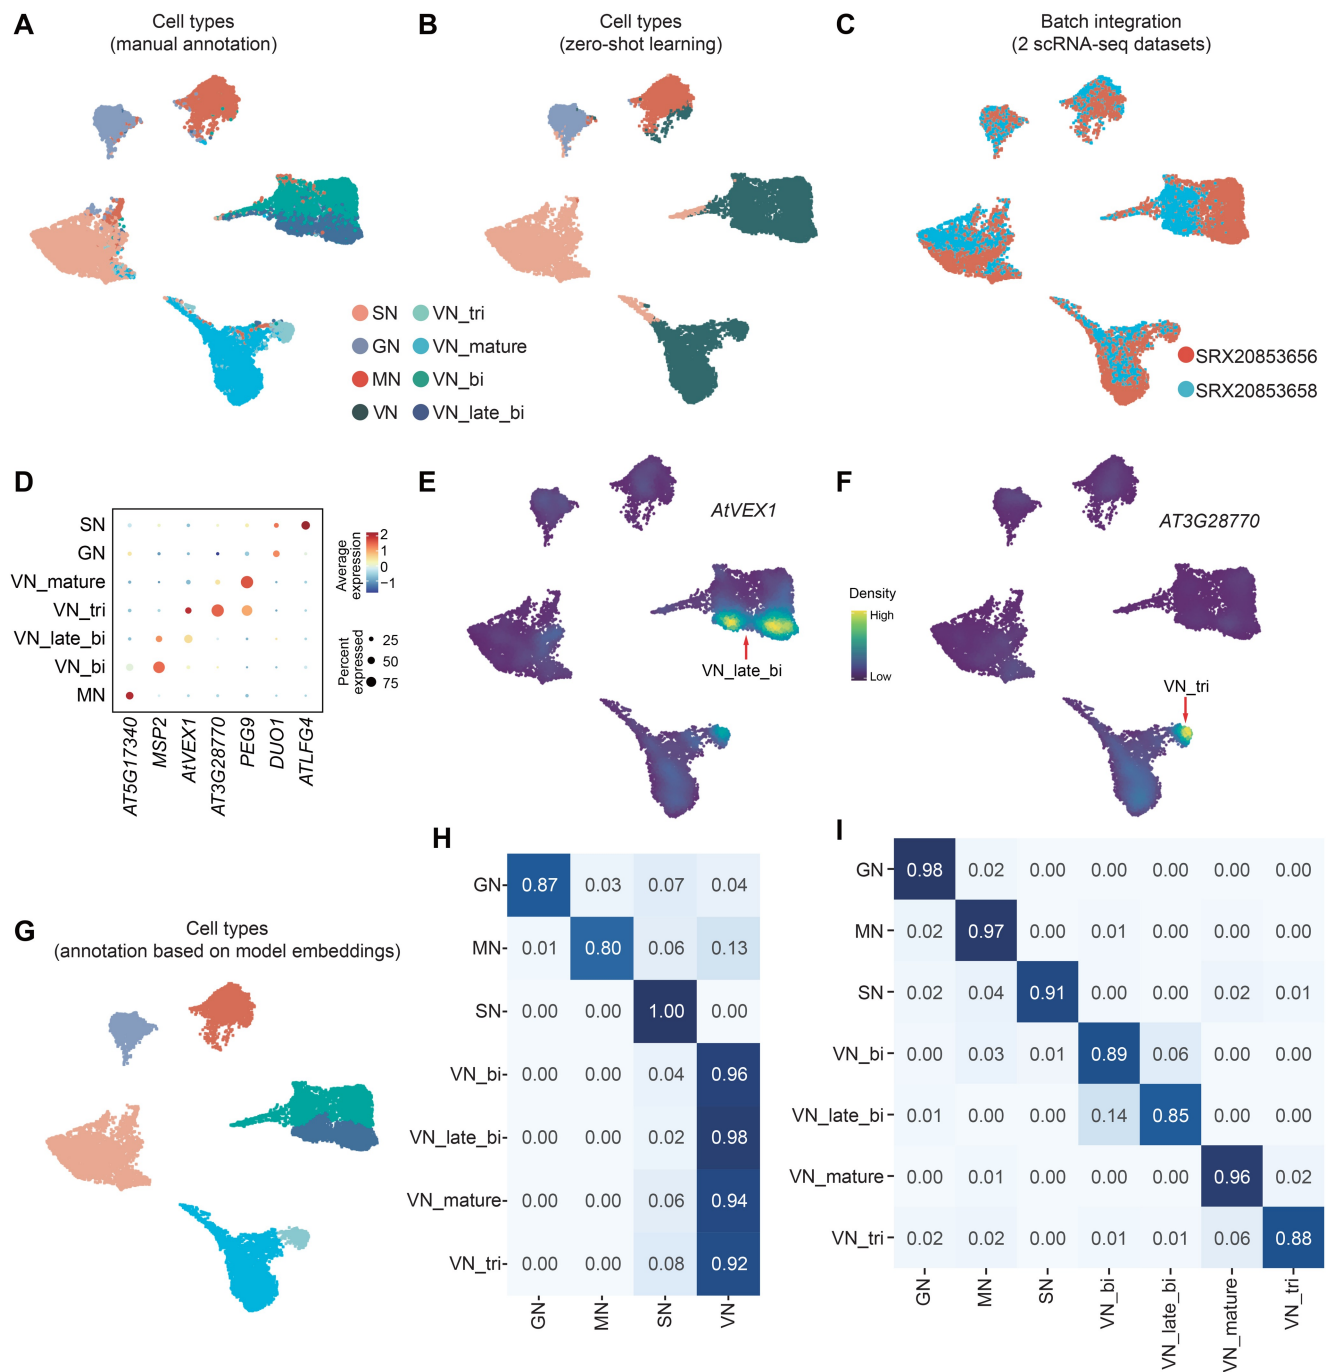 A
Cell types
(manual annotation)
B
Cell types
(zero-shot learning)
C
Batch integration
(2 scRNA-seq datasets)
SN
VN_tri
GN
VN_mature
MN
VN_bi
VN
VN_late_bi
SRX20853656
SRX20853658
D
SN
GN
VN_mature
VN_tri
VN_late_bi
VN_bi
MN
AT5G17340
MSP2
AtVEX1
AT3G28770
PEG9
DUO1
ATLFG4
Average
expression
2
1
0
−1
Percent
expressed
25
50
75
E
AtVEX1
VN_late_bi
F
AT3G28770
Density
High
Low
VN_tri
G
Cell types
(annotation based on model embeddings)
H
GN 0.87 0.03 0.07 0.04
MN 0.01 0.80 0.06 0.13
SN 0.00 0.00 1.00 0.00
VN_bi 0.00 0.00 0.04 0.96
VN_late_bi 0.00 0.00 0.02 0.98
VN_mature 0.00 0.00 0.06 0.94
VN_tri 0.00 0.00 0.08 0.92
GN MN SN VN
I
GN 0.98 0.02 0.00 0.00 0.00 0.00 0.00
MN 0.02 0.97 0.00 0.01 0.00 0.00 0.00
SN 0.02 0.04 0.91 0.00 0.00 0.02 0.01
VN_bi 0.00 0.03 0.01 0.89 0.06 0.00 0.00
VN_late_bi 0.01 0.00 0.00 0.14 0.85 0.00 0.00
VN_mature 0.00 0.01 0.00 0.00 0.00 0.96 0.02
VN_tri 0.02 0.02 0.00 0.01 0.01 0.06 0.88
GN MN SN VN_bi VN_late_bi VN_mature VN_tri